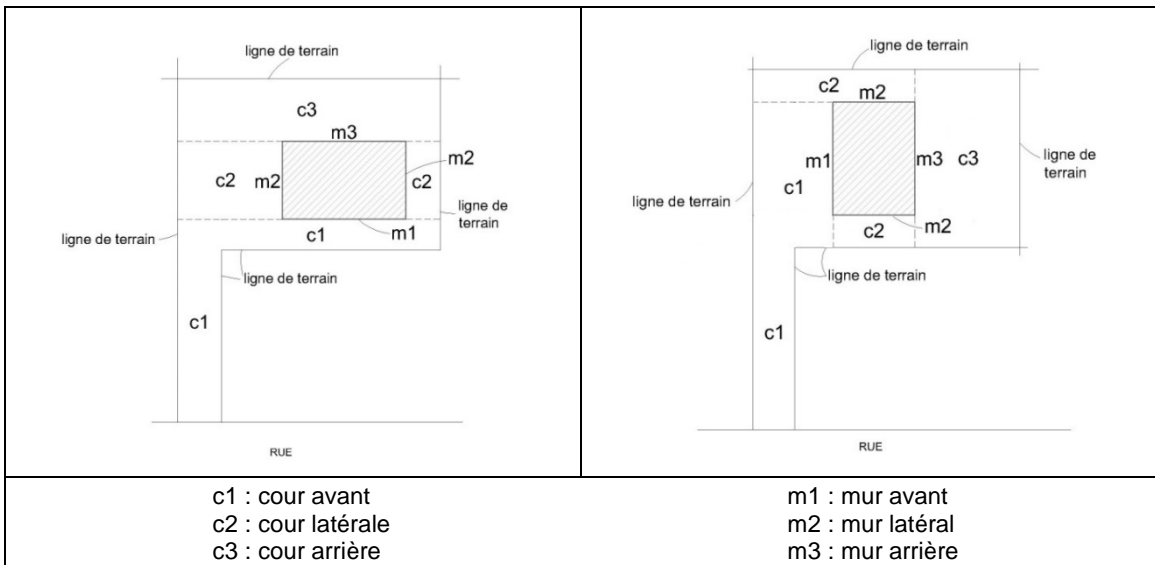 ligne de terrain
c3
m3
m2
c2
m2
c2
ligne de terrain
ligne de terrain
c1
m1
ligne de terrain
c1
RUE
ligne de terrain
c2
m2
m1
m3
c3
ligne de terrain
c1
ligne de terrain
m2
c2
ligne de terrain
c1
RUE
c1 : cour avant
c2 : cour latérale
c3 : cour arrière
m1 : mur avant
m2 : mur latéral
m3 : mur arrière